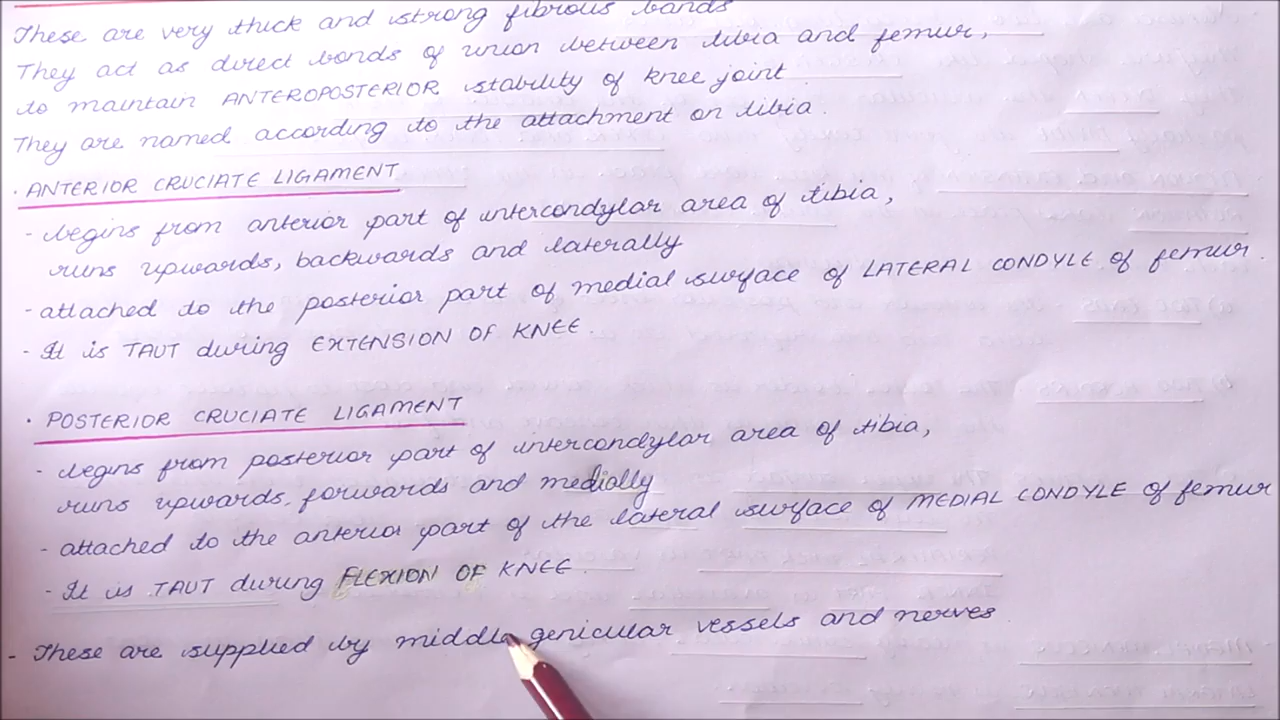 These are very thick and strong fibrous bands
They act as direct bonds of union between tibia and femur,
to maintain ANTEROPOSTERIOR stability of knee joint
They are named according to the attachment on tibia.
· ANTERIOR CRUCIATE LIGAMENT
- begins from anterior part of intercondylar area of tibia,
runs upwards, backwards and laterally
- attached to the posterior part of medial surface of LATERAL CONDYLE of femur.
- It is TAUT during EXTENSION OF KNEE.
· POSTERIOR CRUCIATE LIGAMENT
- begins from posterior part of intercondylar area of tibia,
runs upwards, forwards and medially
- attached to the anterior part of the lateral surface of MEDIAL CONDYLE of femur
- It is TAUT during FLEXION OF KNEE.
- These are supplied by middle genicular vessels and nerves